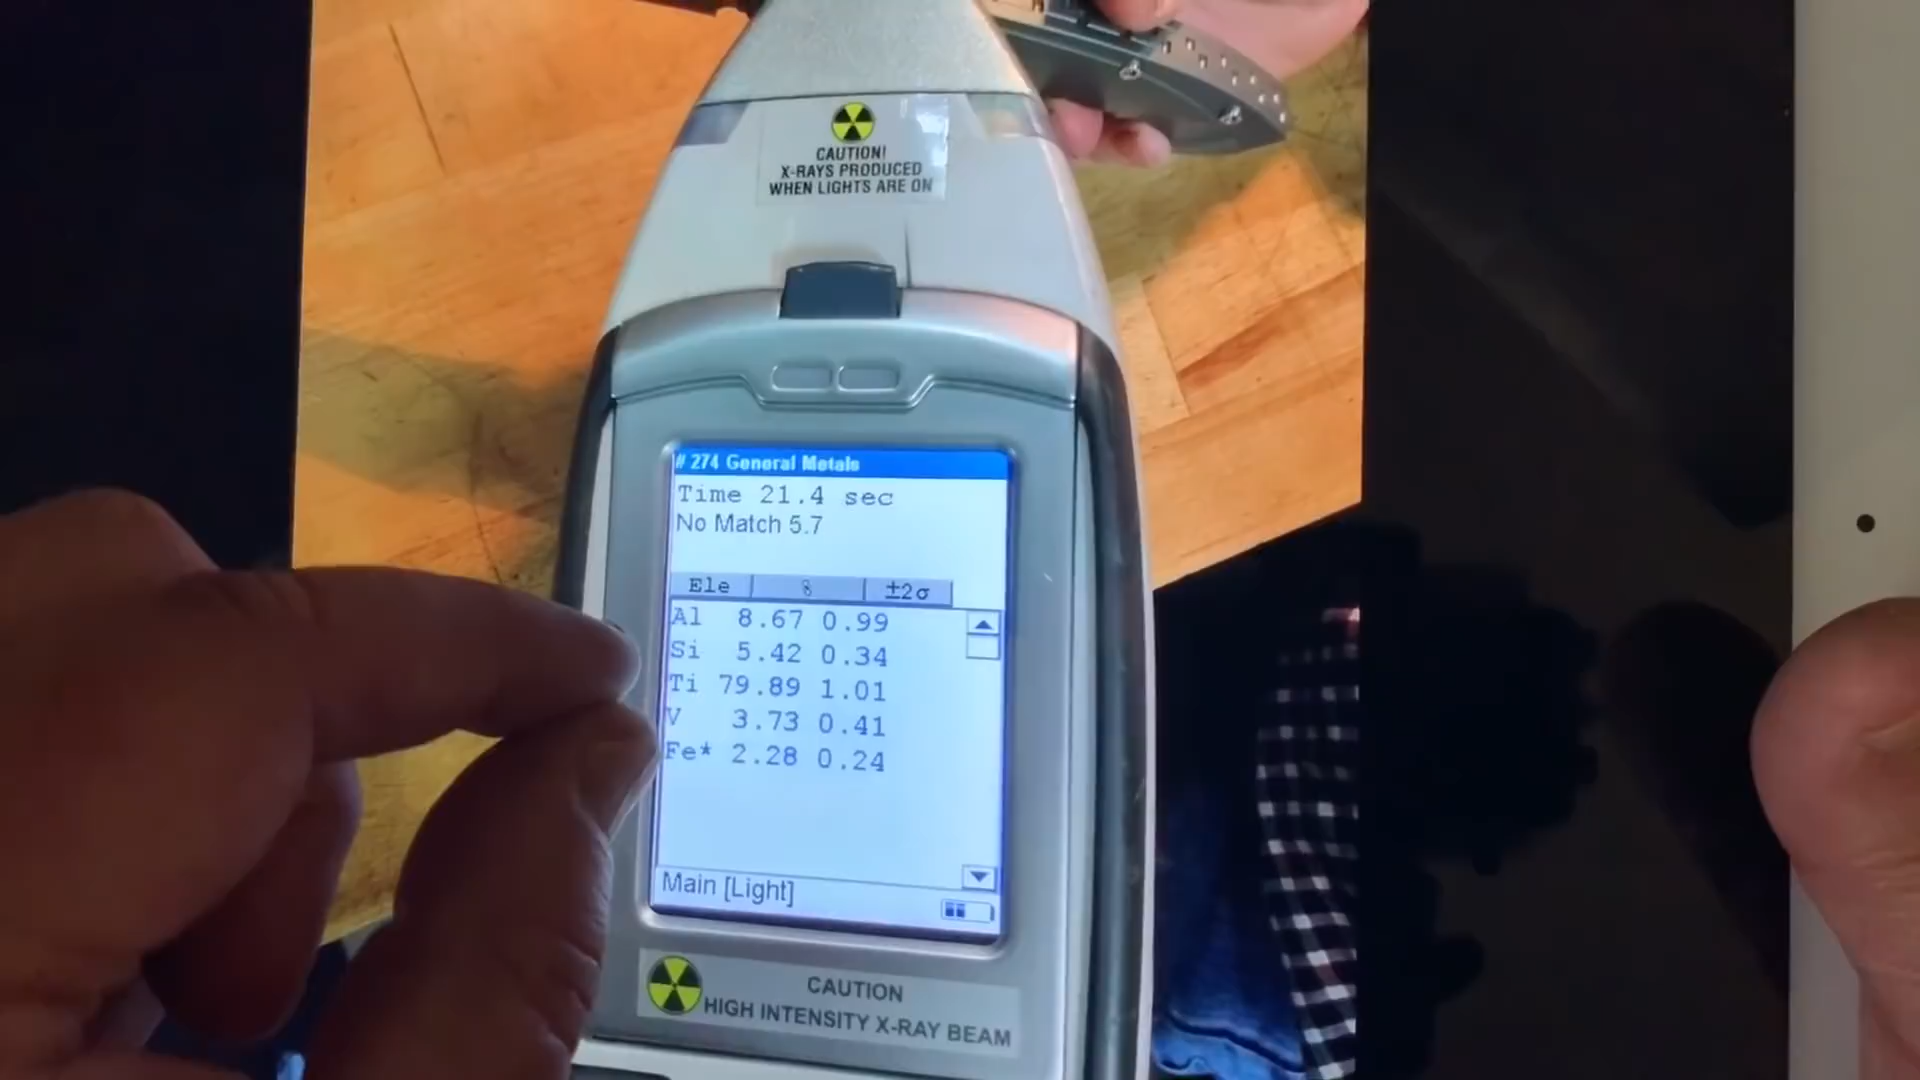 CAUTION!
X-RAYS PRODUCED
WHEN LIGHTS ARE ON
# 274 General Metals
Time 21.4 sec
No Match 5.7
Ele % ±2σ
Al 8.67 0.99
Si 5.42 0.34
Ti 79.89 1.01
V 3.73 0.41
Fe* 2.28 0.24
Main [Light]
CAUTION
HIGH INTENSITY X-RAY BEAM